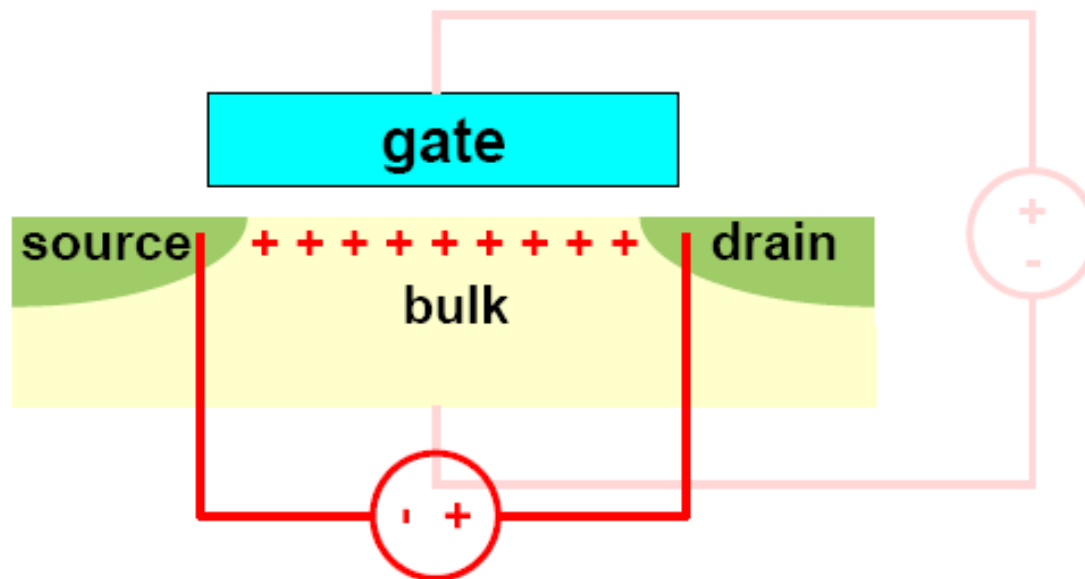 gate
+
-
source + + + + + + + + + drain
bulk
- +